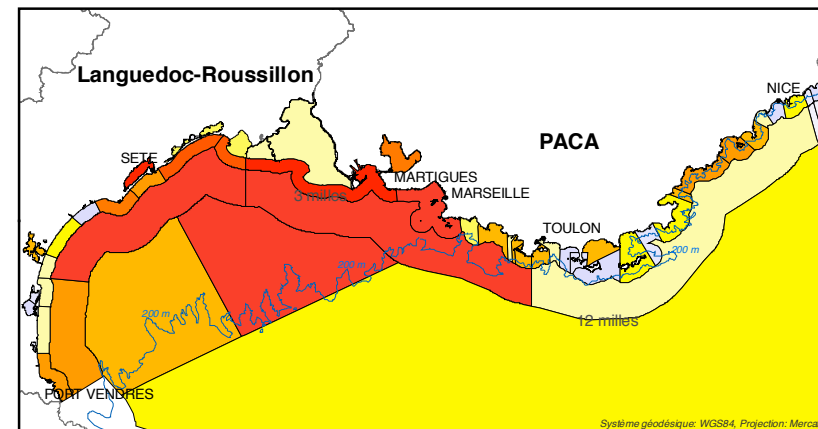 Languedoc-Roussillon
NICE
PACA
SETE
MARTIGUES
3 milles
MARSEILLE
TOULON
200 m
200 m
200 m
12 milles
PORT VENDRES
Système géodésique: WGS84, Projection: Merca